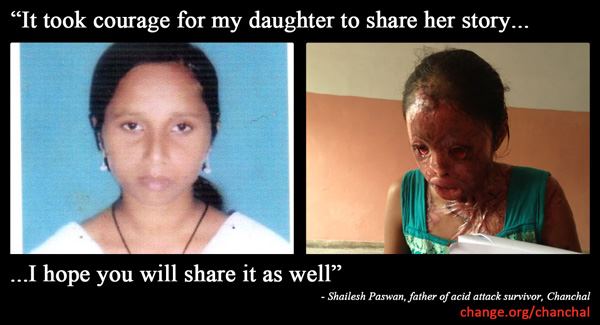 “It took courage for my daughter to share her story...
...I hope you will share it as well”
- Shailesh Paswan, father of acid attack survivor, Chanchal
change.org/chanchal